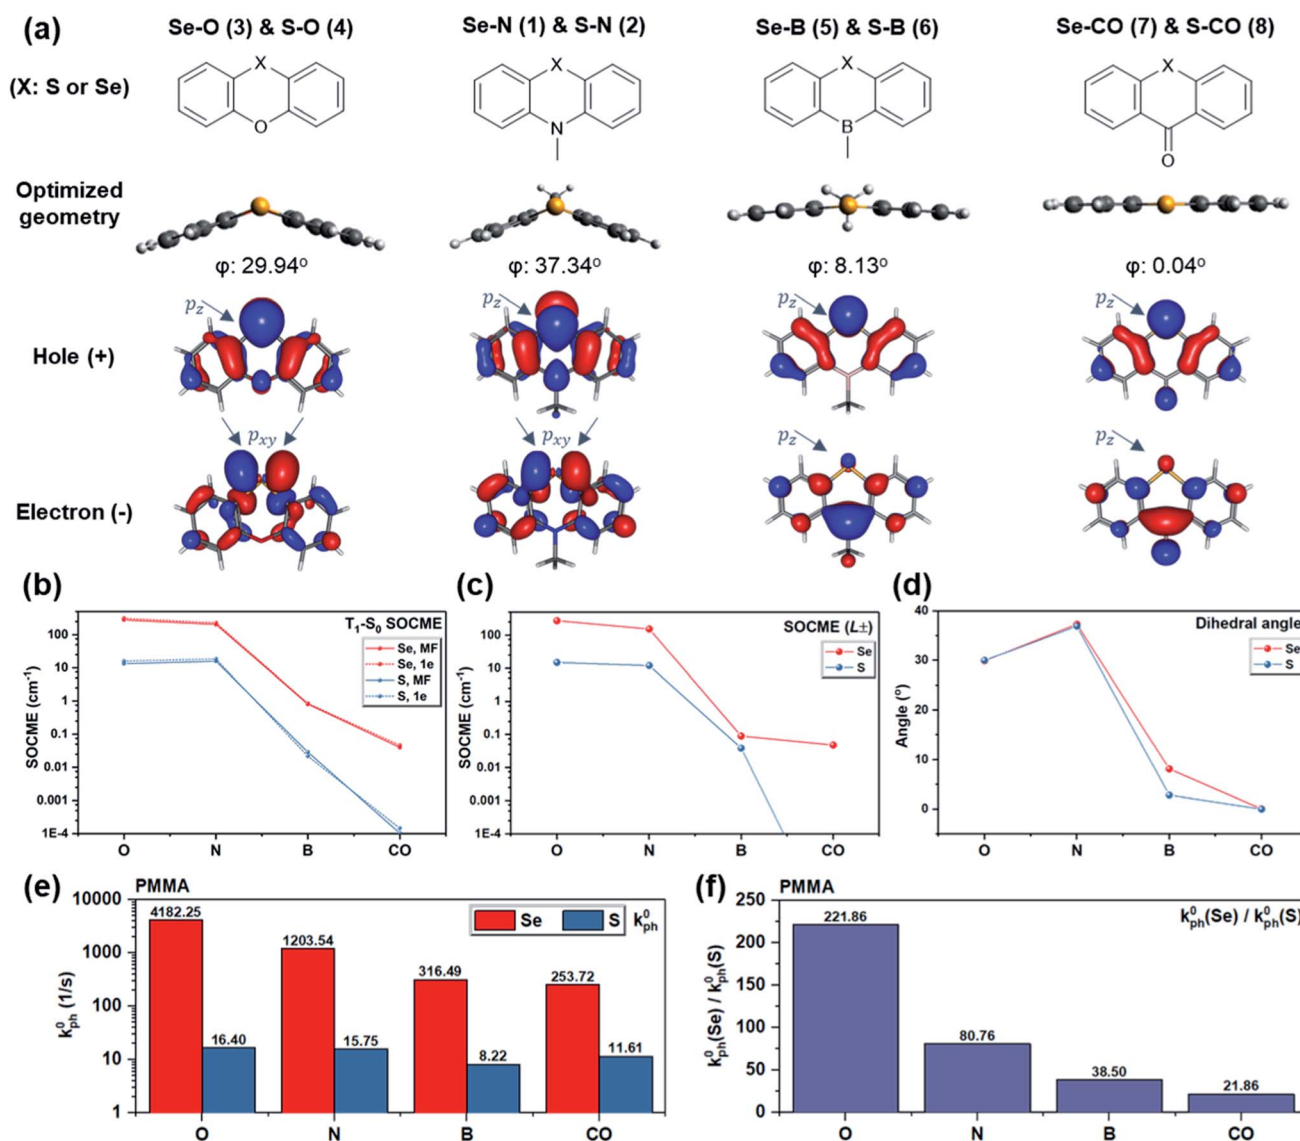 (a)
Se-O (3) & S-O (4)
Se-N (1) & S-N (2)
Se-B (5) & S-B (6)
Se-CO (7) & S-CO (8)
(X: S or Se)
X
O
X
N
X
B
X
O
Optimized
geometry
φ: 29.94°
φ: 37.34°
φ: 8.13°
φ: 0.04°
Hole (+)
pz
pz
pz
pz
Electron (-)
pxy
pxy
pz
pz
(b)
T1-S0 SOCME
Se, MF
Se, 1e
S, MF
S, 1e
SOCME (cm-1)
100
10
1
0.1
0.01
0.001
1E-4
O
N
B
CO
(c)
SOCME (L±)
Se
S
SOCME (cm-1)
100
10
1
0.1
0.01
0.001
1E-4
O
N
B
CO
(d)
Dihedral angle
Se
S
Angle (°)
40
30
20
10
0
O
N
B
CO
(e)
PMMA
Se
S
k0ph
k0ph (1/s)
10000
1000
100
10
1
4182.25
16.40
1203.54
15.75
316.49
8.22
253.72
11.61
O
N
B
CO
(f)
PMMA
k0ph(Se) / k0ph(S)
k0ph(Se) / k0ph(S)
250
200
150
100
50
0
221.86
80.76
38.50
21.86
O
N
B
CO